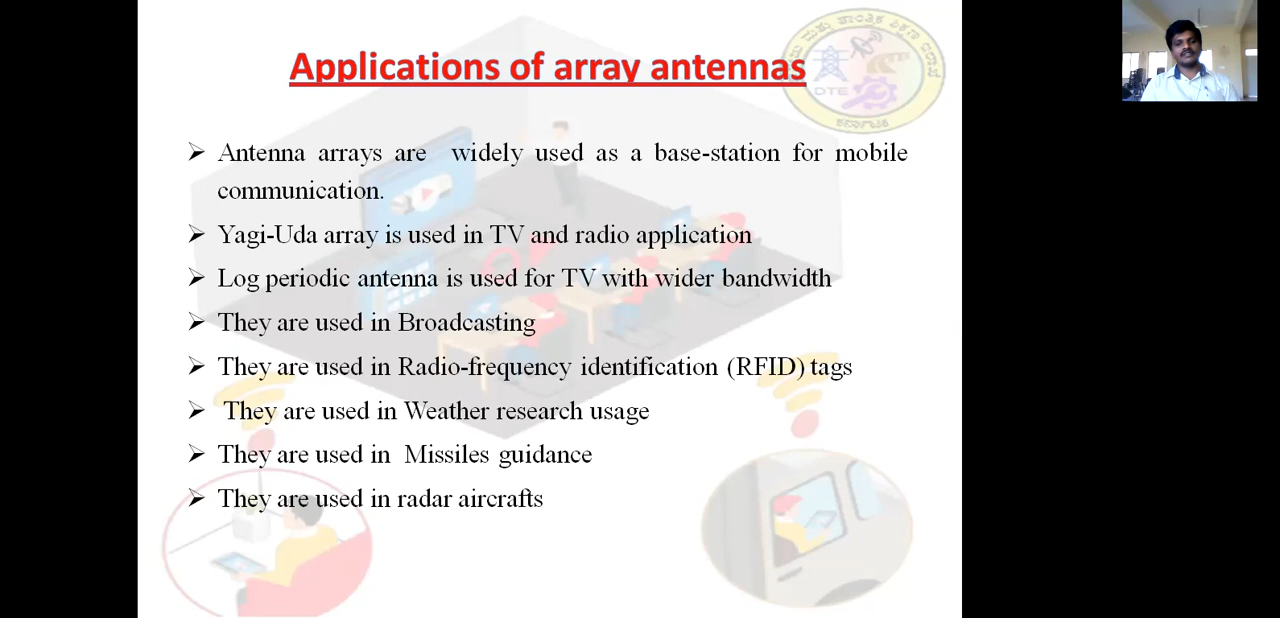 Applications of array antennas
DTE
ಕರ್ನಾಟಕ
➢ Antenna arrays are widely used as a base-station for mobile
communication.
➢ Yagi-Uda array is used in TV and radio application
➢ Log periodic antenna is used for TV with wider bandwidth
➢ They are used in Broadcasting
➢ They are used in Radio-frequency identification (RFID) tags
➢ They are used in Weather research usage
➢ They are used in Missiles guidance
➢ They are used in radar aircrafts